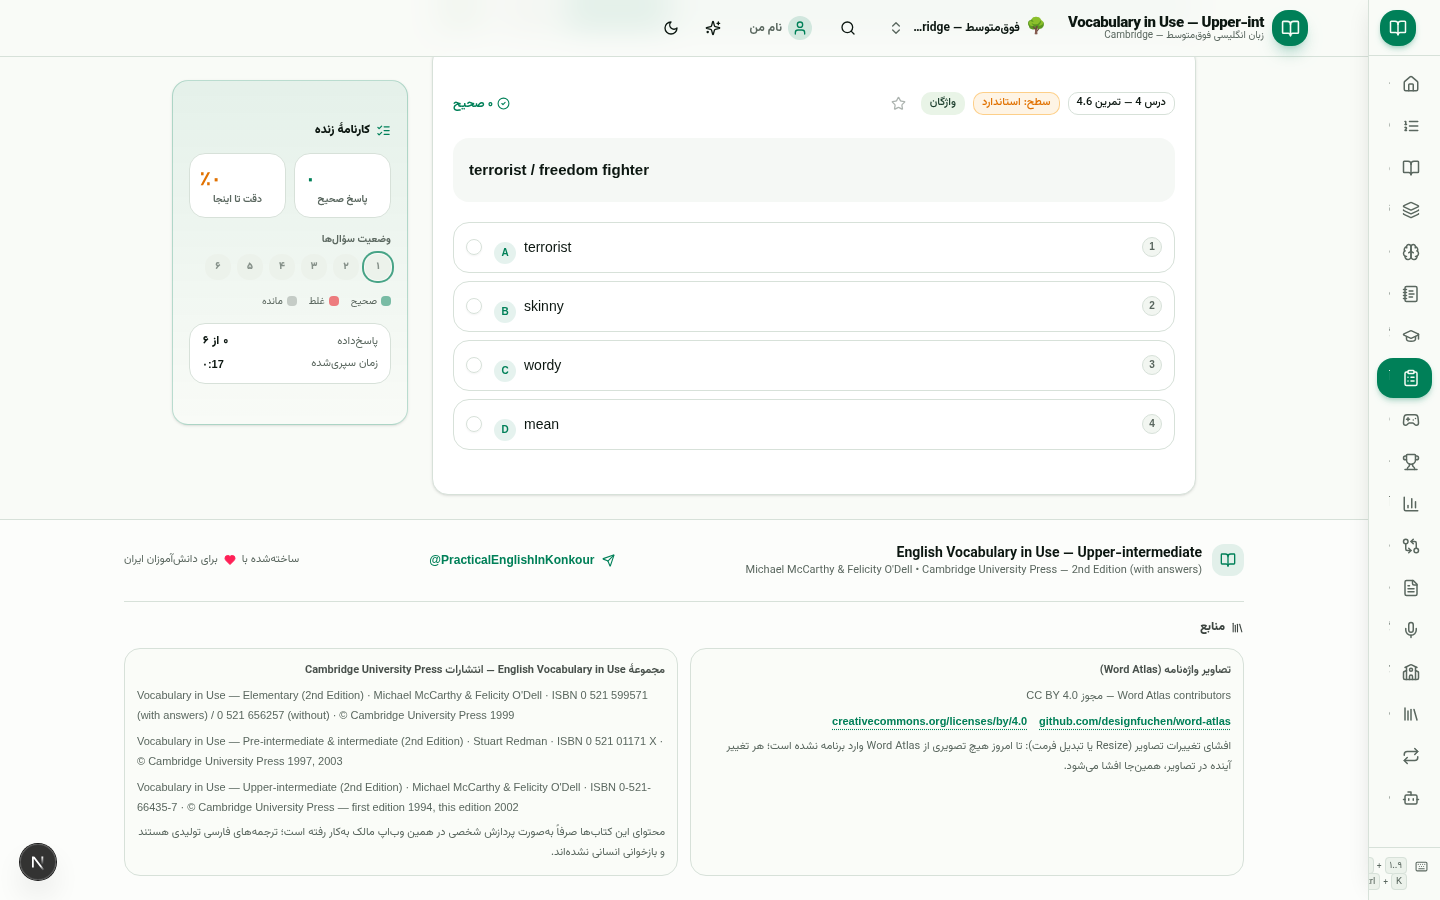 Vocabulary in Use — Upper-int
زبان انگلیسی فوق‌متوسط — Cambridge
فوق‌متوسط — ridge...
نام من
درس 4 — تمرین 4.6
سطح: استاندارد
واژگان
۰ صحیح
terrorist / freedom fighter
A terrorist 1
B skinny 2
C wordy 3
D mean 4
کارنامهٔ زنده
۰
پاسخ صحیح
٪۰
دقت تا اینجا
وضعیت سؤال‌ها
۱ ۲ ۳ ۴ ۵ ۶
صحیح
غلط
مانده
پاسخ‌داده
۰ از ۶
زمان سپری‌شده
۰:17
English Vocabulary in Use — Upper-intermediate
Michael McCarthy & Felicity O'Dell • Cambridge University Press — 2nd Edition (with answers)
@PracticalEnglishInKonkour
ساخته‌شده با برای دانش‌آموزان ایران
منابع
تصاویر واژه‌نامه (Word Atlas)
Word Atlas contributors — مجوز CC BY 4.0
github.com/designfuchen/word-atlas
creativecommons.org/licenses/by/4.0
افشای تغییرات تصاویر (Resize یا تبدیل فرمت): تا امروز هیچ تصویری از Word Atlas وارد برنامه نشده است؛ هر تغییر
آینده در تصاویر، همین‌جا افشا می‌شود.
مجموعهٔ English Vocabulary in Use — انتشارات Cambridge University Press
Vocabulary in Use — Elementary (2nd Edition) · Michael McCarthy & Felicity O'Dell · ISBN 0 521 599571
(with answers) / 0 521 656257 (without) · © Cambridge University Press 1999
Vocabulary in Use — Pre-intermediate & intermediate (2nd Edition) · Stuart Redman · ISBN 0 521 01171 X ·
© Cambridge University Press 1997, 2003
Vocabulary in Use — Upper-intermediate (2nd Edition) · Michael McCarthy & Felicity O'Dell · ISBN 0-521-
66435-7 · © Cambridge University Press — first edition 1994, this edition 2002
محتوای این کتاب‌ها صرفاً به‌صورت پردازش شخصی در همین وب‌اپ مالک به‌کار رفته است؛ ترجمه‌های فارسی تولیدی هستند
و بازخوانی انسانی نشده‌اند.
N
+ ۱..۹
+ K